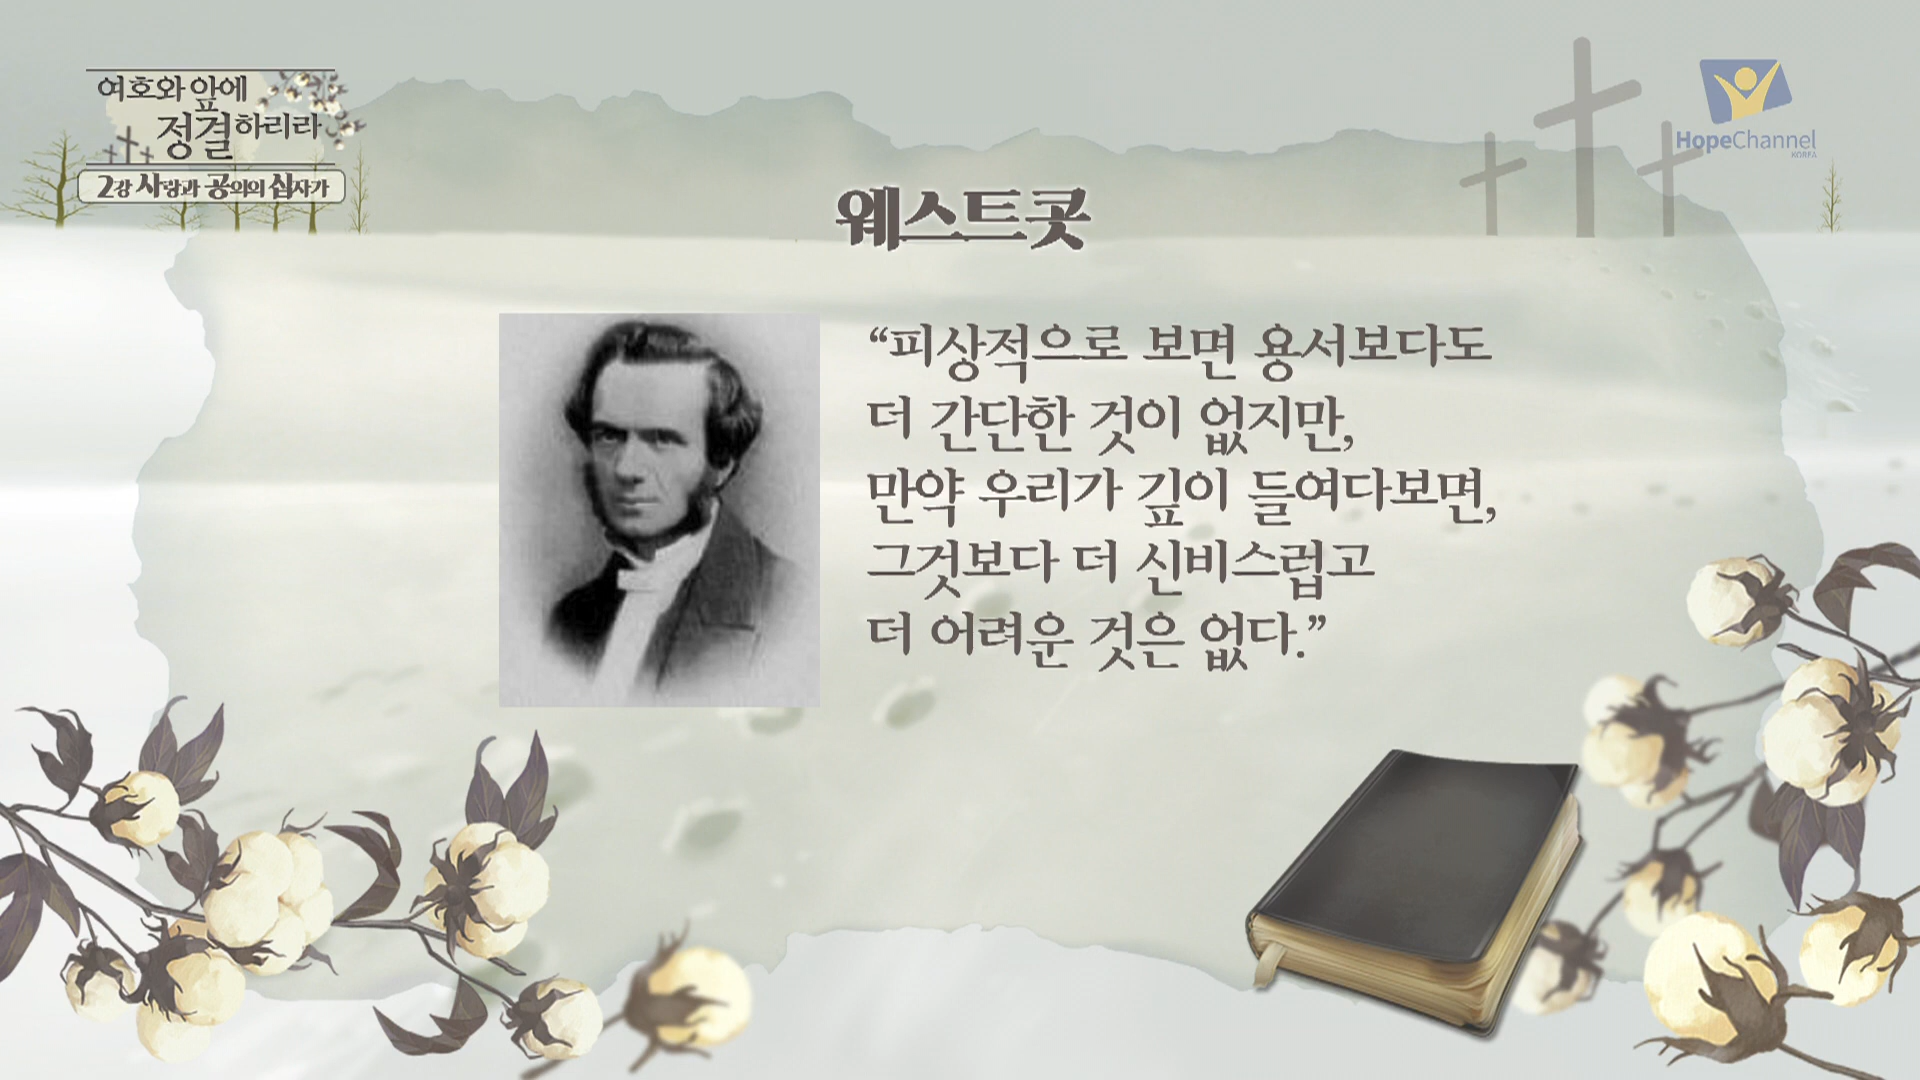 여호와 앞에
정결하리라
2강 사랑과 공의의 십자가
HopeChannel
KOREA
웨스트콧
“피상적으로 보면 용서보다도
더 간단한 것이 없지만,
만약 우리가 깊이 들여다보면,
그것보다 더 신비스럽고
더 어려운 것은 없다.”